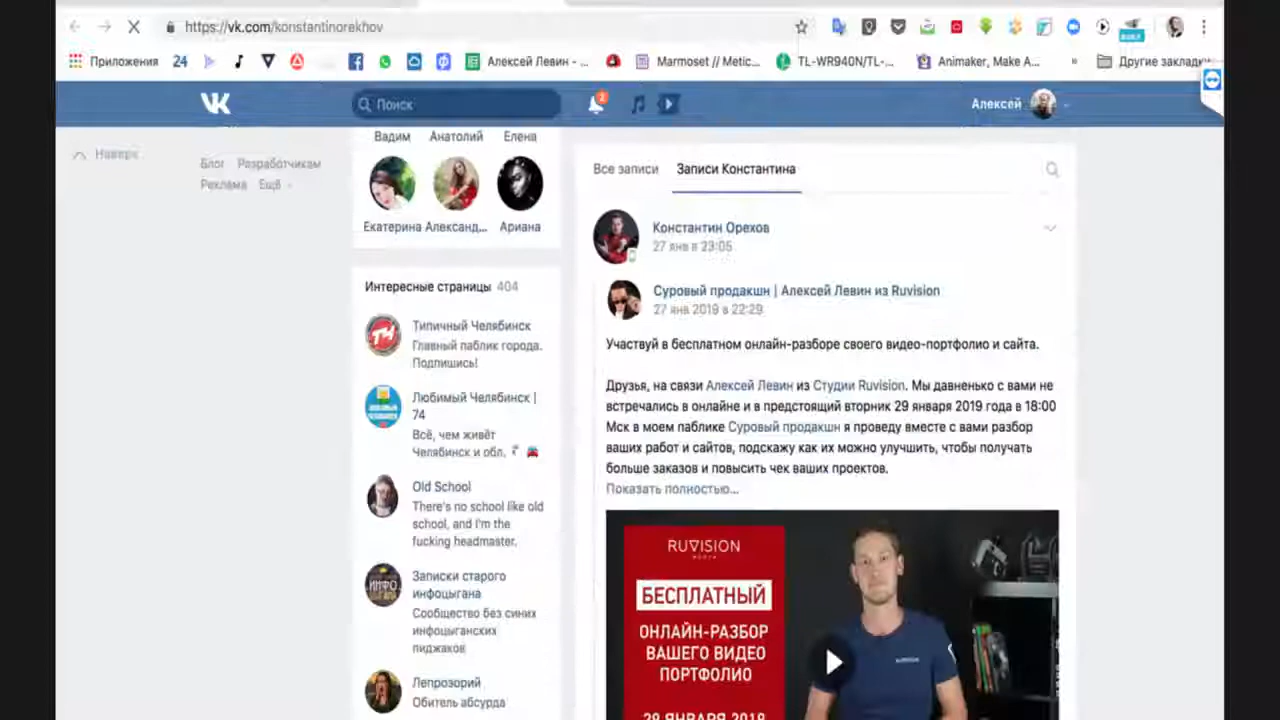 https://vk.com/konstantinorekhov
Приложения 24 Алексей Левин - ... Marmoset // Metic... TL-WR940N/TL-... Animaker, Make A... » Другие закладки
Поиск 2 Алексей
Наверх
Блог Разработчикам
Реклама Ещё
Вадим Анатолий Елена
Екатерина Александ... Ариана
Интересные страницы 404
Типичный Челябинск
Главный паблик города.
Подпишись!
Любимый Челябинск |
74
Всё, чем живёт
Челябинск и обл.
Old School
There's no school like old
school, and I'm the
fucking headmaster.
Записки старого
инфоцыгана
Сообщество без синих
инфоцыганских
пиджаков
Лепрозорий
Обитель абсурда
Все записи Записи Константина
Константин Орехов
27 янв в 23:05
Суровый продакшн | Алексей Левин из Ruvision
27 янв 2019 в 22:29
Участвуй в бесплатном онлайн-разборе своего видео-портфолио и сайта.
Друзья, на связи Алексей Левин из Студии Ruvision. Мы давненько с вами не
встречались в онлайне и в предстоящий вторник 29 января 2019 года в 18:00
Мск в моем паблике Суровый продакшн я проведу вместе с вами разбор
ваших работ и сайтов, подскажу как их можно улучшить, чтобы получать
больше заказов и повысить чек ваших проектов.
Показать полностью...
RUVISION
БЕСПЛАТНЫЙ
ОНЛАЙН-РАЗБОР
ВАШЕГО ВИДЕО
ПОРТФОЛИО
29 ЯНВАРЯ 2019